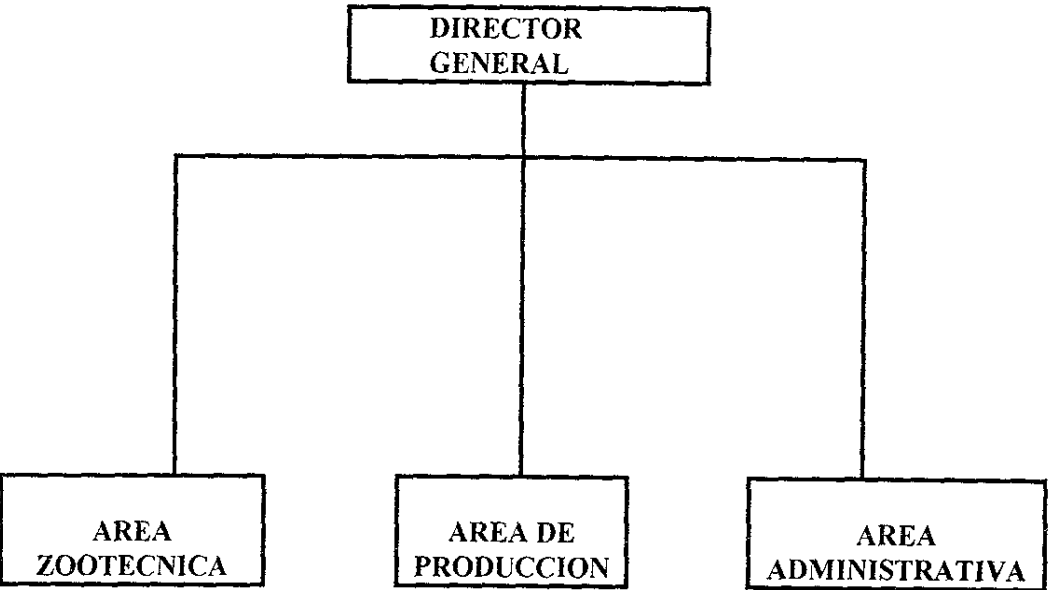 DIRECTOR
GENERAL
AREA
ZOOTECNICA
AREA DE
PRODUCCION
AREA
ADMINISTRATIVA